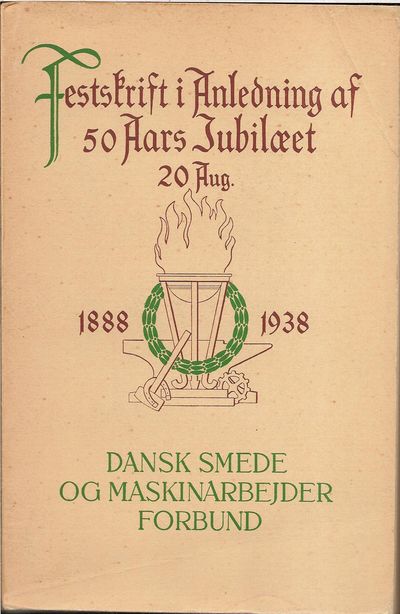 Festskrift i Anledning af
50 Aars Jubilæet
20 Aug.
1888 1938
DANSK SMEDE
OG MASKINARBEJDER
FORBUND